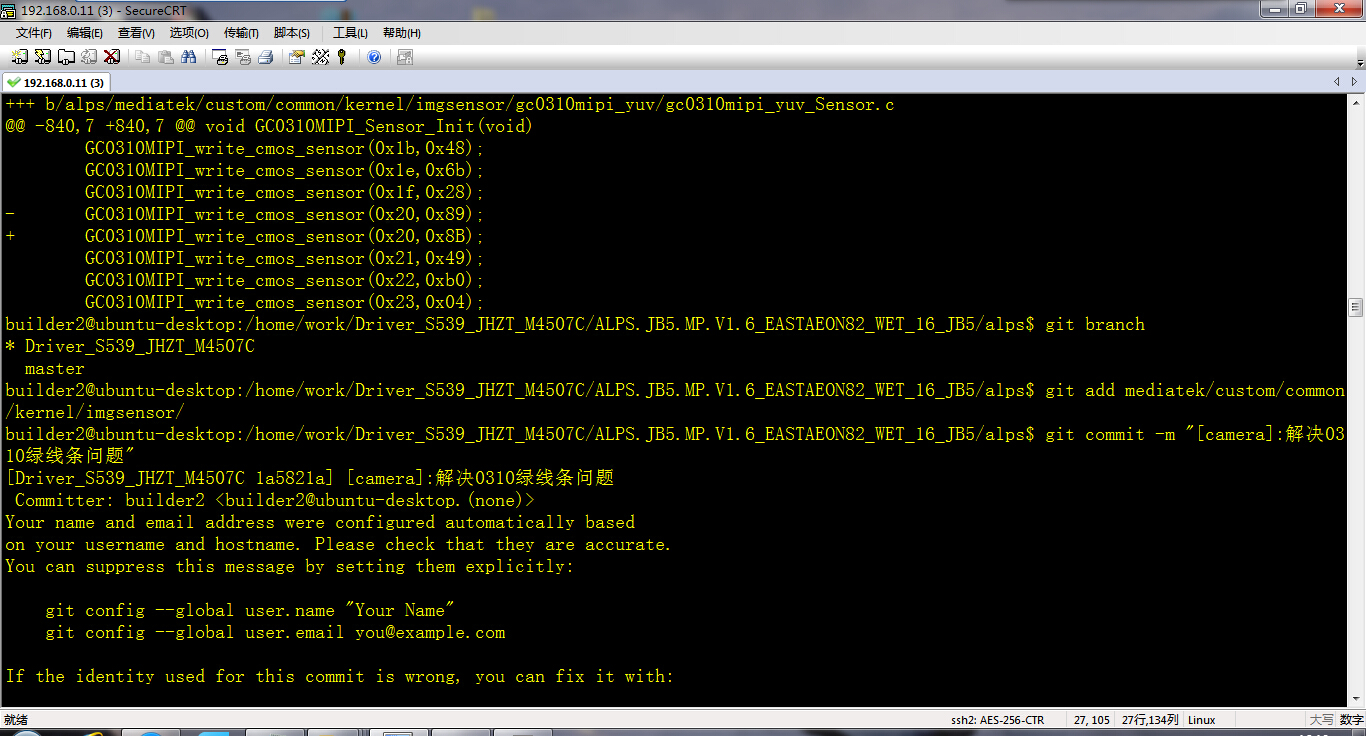 192.168.0.11 (3) - SecureCRT
文件(F) 编辑(E) 查看(V) 选项(O) 传输(T) 脚本(S) 工具(L) 帮助(H)
192.168.0.11 (3)
+++ b/alps/mediatek/custom/common/kernel/imgsensor/gc0310mipi_yuv/gc0310mipi_yuv_Sensor.c
@@ -840,7 +840,7 @@ void GC0310MIPI_Sensor_Init(void)
        GC0310MIPI_write_cmos_sensor(0x1b,0x48);
        GC0310MIPI_write_cmos_sensor(0x1e,0x6b);
        GC0310MIPI_write_cmos_sensor(0x1f,0x28);
-       GC0310MIPI_write_cmos_sensor(0x20,0x89);
+       GC0310MIPI_write_cmos_sensor(0x20,0x8B);
        GC0310MIPI_write_cmos_sensor(0x21,0x49);
        GC0310MIPI_write_cmos_sensor(0x22,0xb0);
        GC0310MIPI_write_cmos_sensor(0x23,0x04);
builder2@ubuntu-desktop:/home/work/Driver_S539_JHZT_M4507C/ALPS.JB5.MP.V1.6_EASTAEON82_WET_16_JB5/alps$ git branch
* Driver_S539_JHZT_M4507C
  master
builder2@ubuntu-desktop:/home/work/Driver_S539_JHZT_M4507C/ALPS.JB5.MP.V1.6_EASTAEON82_WET_16_JB5/alps$ git add mediatek/custom/common
/kernel/imgsensor/
builder2@ubuntu-desktop:/home/work/Driver_S539_JHZT_M4507C/ALPS.JB5.MP.V1.6_EASTAEON82_WET_16_JB5/alps$ git commit -m "[camera]:解决03
10绿线条问题"
[Driver_S539_JHZT_M4507C 1a5821a] [camera]:解决0310绿线条问题
 Committer: builder2 <builder2@ubuntu-desktop.(none)>
Your name and email address were configured automatically based
on your username and hostname. Please check that they are accurate.
You can suppress this message by setting them explicitly:
    git config --global user.name "Your Name"
    git config --global user.email you@example.com
If the identity used for this commit is wrong, you can fix it with:
就绪 ssh2: AES-256-CTR 27, 105 27行,134列 Linux 大写 数字